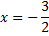 x = -3/2